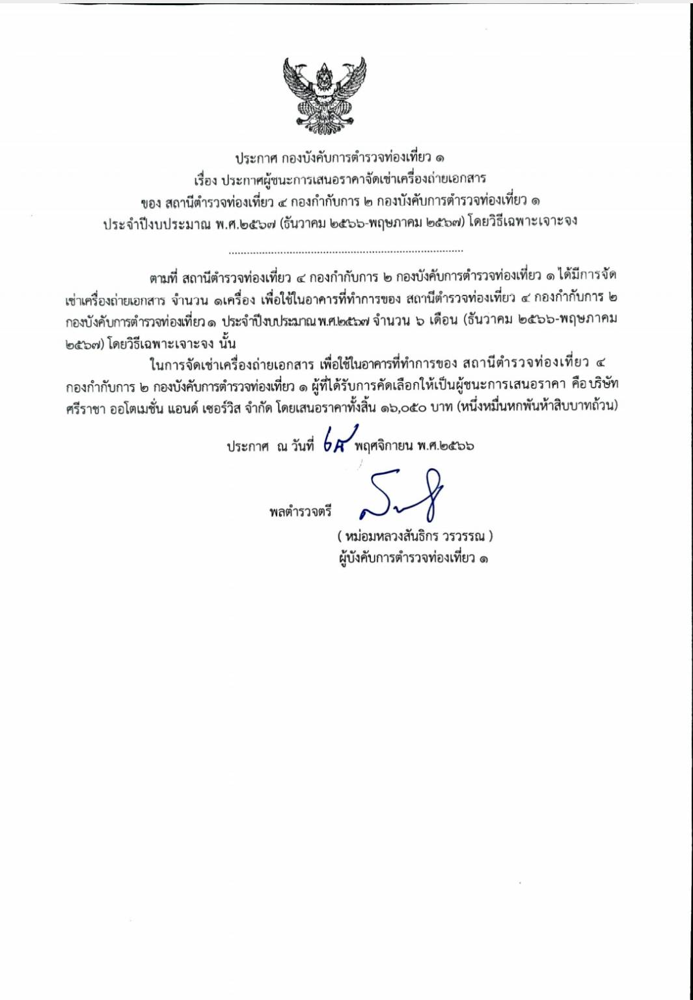 ประกาศ กองบังคับการตำรวจท่องเที่ยว ๑
เรื่อง ประกาศผู้ชนะการเสนอราคาจัดเช่าเครื่องถ่ายเอกสาร
ของ สถานีตำรวจท่องเที่ยว ๔ กองกำกับการ ๒ กองบังคับการตำรวจท่องเที่ยว ๑
ประจำปีงบประมาณ พ.ศ.๒๕๖๗ (ธันวาคม ๒๕๖๖-พฤษภาคม ๒๕๖๗) โดยวิธีเฉพาะเจาะจง
ตามที่ สถานีตำรวจท่องเที่ยว ๔ กองกำกับการ ๒ กองบังคับการตำรวจท่องเที่ยว ๑ ได้มีการจัด
เช่าเครื่องถ่ายเอกสาร จำนวน ๑เครื่อง เพื่อใช้ในอาคารที่ทำการของ สถานีตำรวจท่องเที่ยว ๔ กองกำกับการ ๒
กองบังคับการตำรวจท่องเที่ยว ๑ ประจำปีงบประมาณ พ.ศ.๒๕๖๗ จำนวน ๖ เดือน (ธันวาคม ๒๕๖๖-พฤษภาคม
๒๕๖๗) โดยวิธีเฉพาะเจาะจง นั้น
ในการจัดเช่าเครื่องถ่ายเอกสาร เพื่อใช้ในอาคารที่ทำการของ สถานีตำรวจท่องเที่ยว ๔
กองกำกับการ ๒ กองบังคับการตำรวจท่องเที่ยว ๑ ผู้ที่ได้รับการคัดเลือกให้เป็นผู้ชนะการเสนอราคา คือ บริษัท
ศรีราชา ออโตเมชั่น แอนด์ เซอร์วิส จำกัด โดยเสนอราคาทั้งสิ้น ๑๖,๐๕๐ บาท (หนึ่งหมื่นหกพันห้าสิบบาทถ้วน)
ประกาศ ณ วันที่ พฤศจิกายน พ.ศ.๒๕๖๖
พลตำรวจตรี
( หม่อมหลวงสันธิกร วรวรรณ )
ผู้บังคับการตำรวจท่องเที่ยว ๑